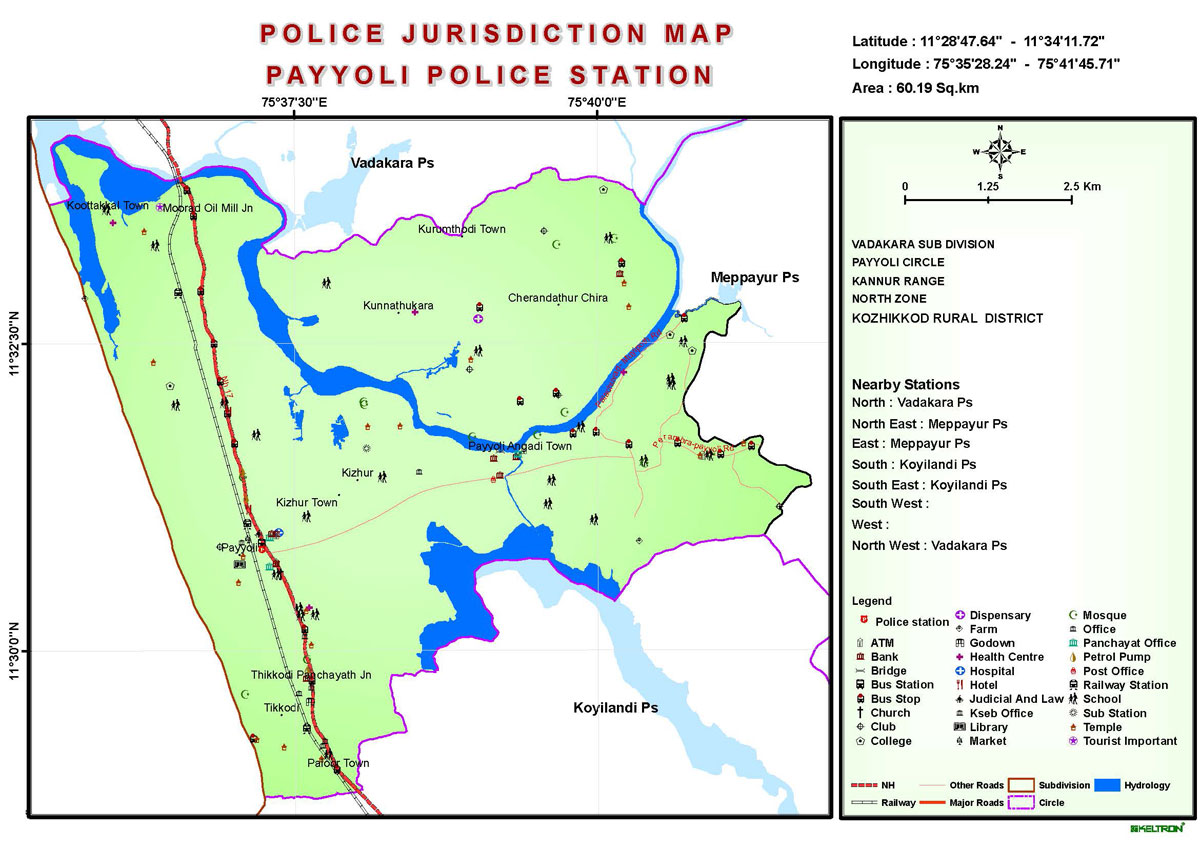 POLICE JURISDICTION MAP
PAYYOLI POLICE STATION
Latitude : 11°28'47.64" - 11°34'11.72"
Longitude : 75°35'28.24" - 75°41'45.71"
Area : 60.19 Sq.km
75°37'30"E
75°40'0"E
11°32'30"N
11°30'0"N
Vadakara Ps
Koottakkal Town
Moorad Oil Mill Jn
Kurumthodi Town
Meppayur Ps
Kunnathukara
Cherandathur Chira
NH 17
Payyoli Angadi Town
Perambra-payyoli Rd
Kizhur
Kizhur Town
Payyoli
Thikkodi Panchayath Jn
Tikkodi
Koyilandi Ps
Paloor Town
N
W
E
S
0
1.25
2.5 Km
VADAKARA SUB DIVISION
PAYYOLI CIRCLE
KANNUR RANGE
NORTH ZONE
KOZHIKKOD RURAL DISTRICT
Nearby Stations
North : Vadakara Ps
North East : Meppayur Ps
East : Meppayur Ps
South : Koyilandi Ps
South East : Koyilandi Ps
South West :
West :
North West : Vadakara Ps
Legend
Police station
ATM
Bank
Bridge
Bus Station
Bus Stop
Church
Club
College
Dispensary
Farm
Godown
Health Centre
Hospital
Hotel
Judicial And Law
Kseb Office
Library
Market
Mosque
Office
Panchayat Office
Petrol Pump
Post Office
Railway Station
School
Sub Station
Temple
Tourist Important
NH
Other Roads
Subdivision
Hydrology
Railway
Major Roads
Circle
KELTRON